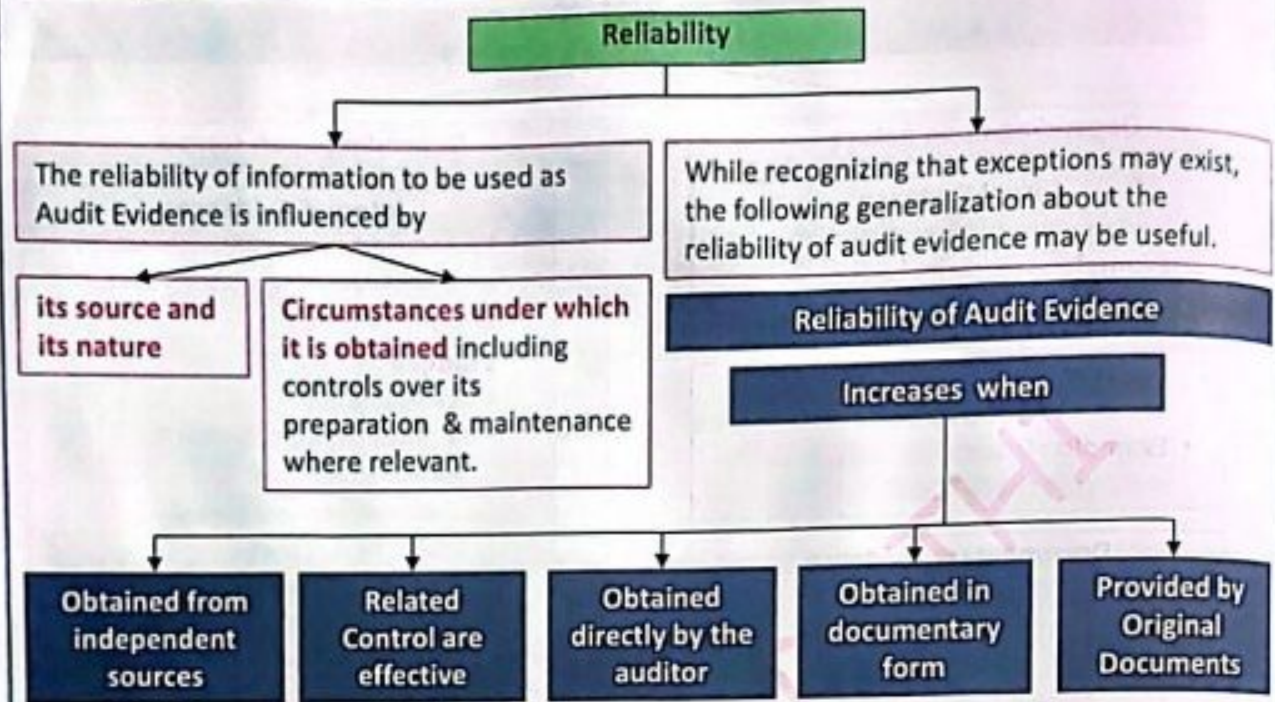 Reliability
The reliability of information to be used as
Audit Evidence is influenced by
its source and
its nature
Circumstances under which
it is obtained including
controls over its
preparation & maintenance
where relevant.
While recognizing that exceptions may exist,
the following generalization about the
reliability of audit evidence may be useful.
Reliability of Audit Evidence
Increases when
Obtained from
independent
sources
Related
Control are
effective
Obtained
directly by the
auditor
Obtained in
documentary
form
Provided by
Original
Documents